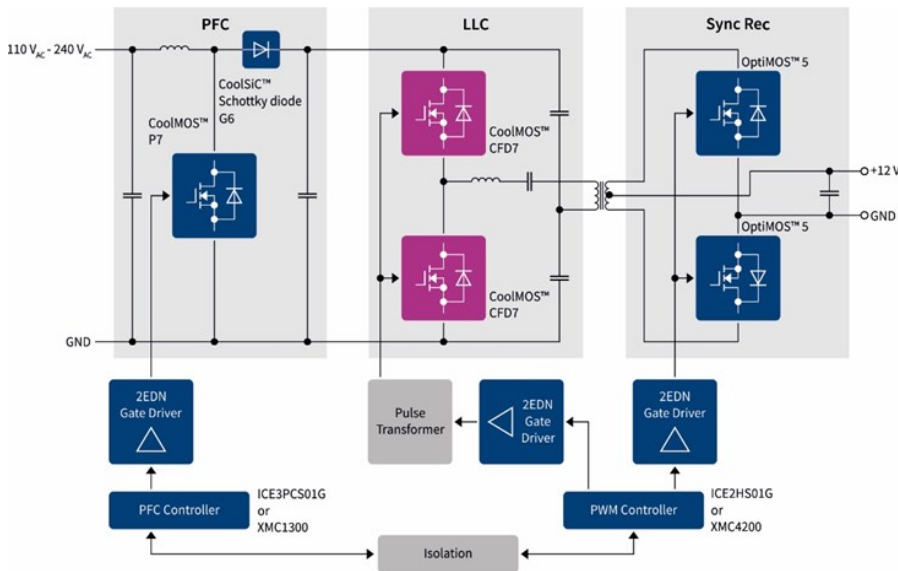 PFC
LLC
Sync Rec
110 V_AC - 240 V_AC
CoolSiC™
Schottky diode
G6
CoolMOS™
P7
CoolMOS™
CFD7
CoolMOS™
CFD7
OptiMOS™ 5
OptiMOS™ 5
+12 V
GND
GND
2EDN
Gate Driver
Pulse
Transformer
2EDN
Gate
Driver
2EDN
Gate Driver
PFC Controller
ICE3PCS01G
or
XMC1300
PWM Controller
ICE2HS01G
or
XMC4200
Isolation